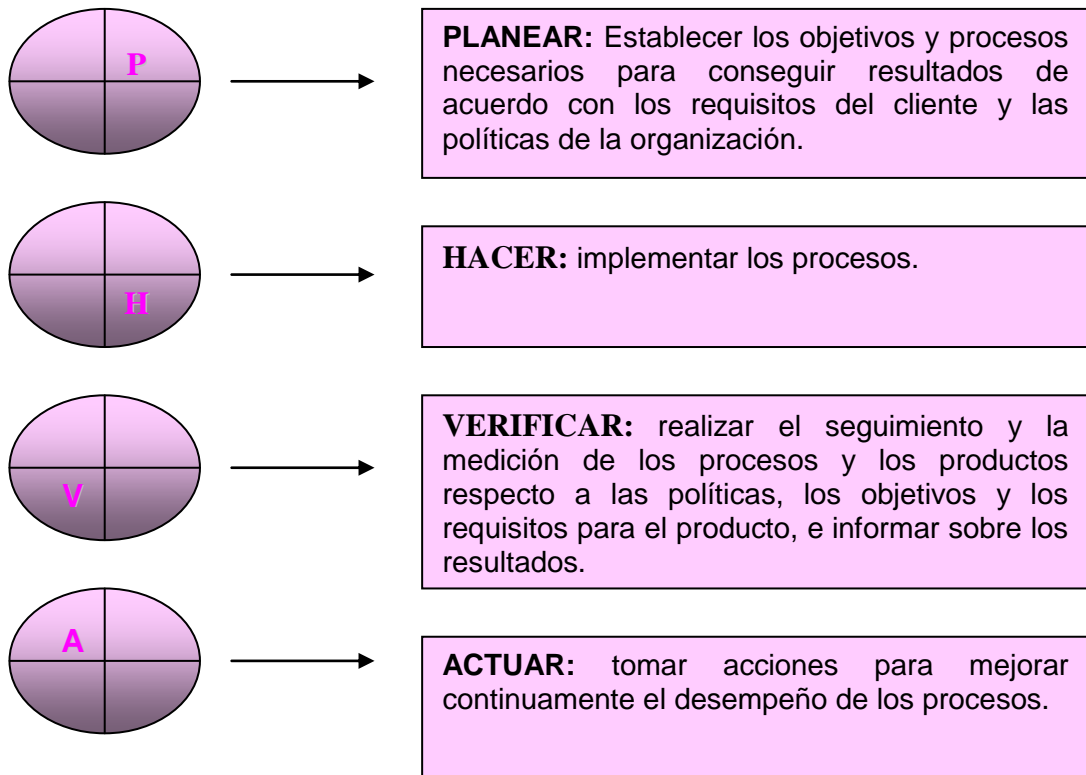 P
PLANEAR: Establecer los objetivos y procesos
necesarios para conseguir resultados de
acuerdo con los requisitos del cliente y las
políticas de la organización.
H
HACER: implementar los procesos.
V
VERIFICAR: realizar el seguimiento y la
medición de los procesos y los productos
respecto a las políticas, los objetivos y los
requisitos para el producto, e informar sobre los
resultados.
A
ACTUAR: tomar acciones para mejorar
continuamente el desempeño de los procesos.